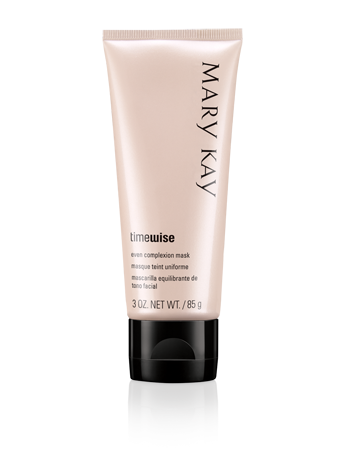 MARY KAY
timewise
even complexion mask
masque teint uniforme
mascarilla equilibrante de
tono facial
3 OZ. NET WT. / 85 g